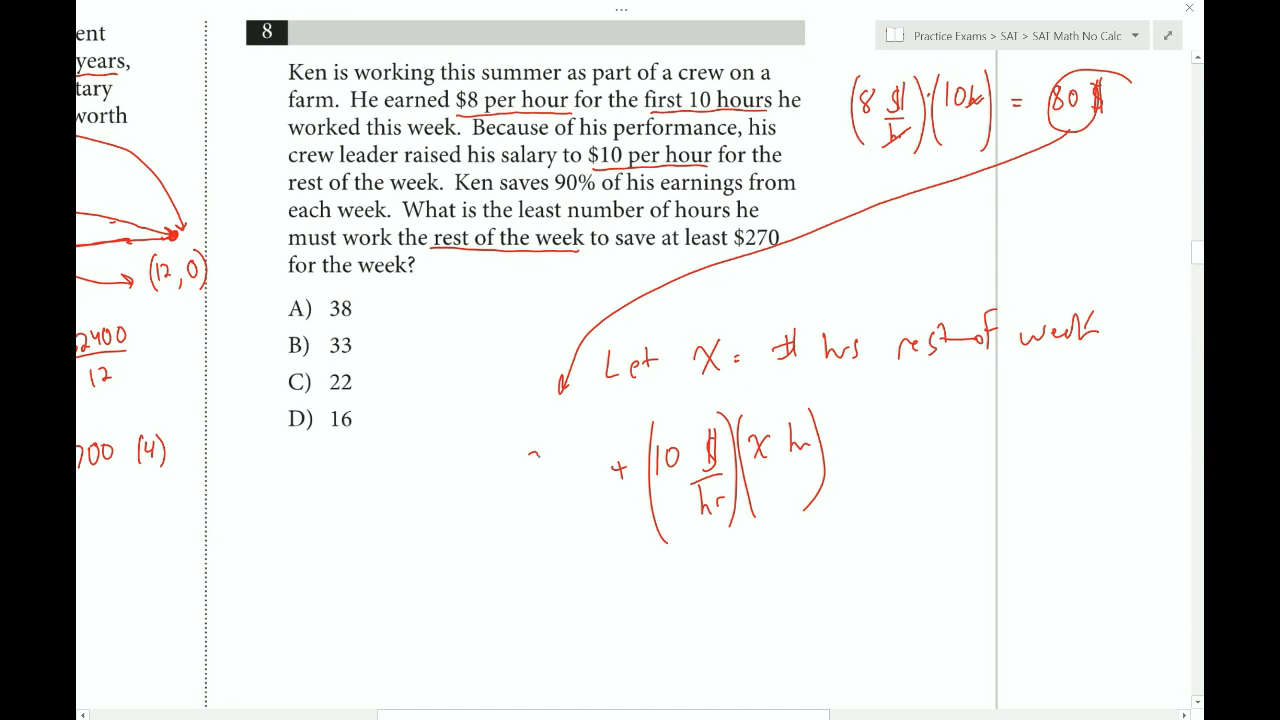 ...
8
Practice Exams > SAT > SAT Math No Calc
ent
years,
tary
worth
(12, 0)
2400
12
700 (4)
Ken is working this summer as part of a crew on a
farm. He earned $8 per hour for the first 10 hours he
worked this week. Because of his performance, his
crew leader raised his salary to $10 per hour for the
rest of the week. Ken saves 90% of his earnings from
each week. What is the least number of hours he
must work the rest of the week to save at least $270
for the week?
A) 38
B) 33
C) 22
D) 16
(8 $/hr)·(10 hr) = 80 $
Let x = # hrs rest of week
+ (10 $/hr)(x hr)